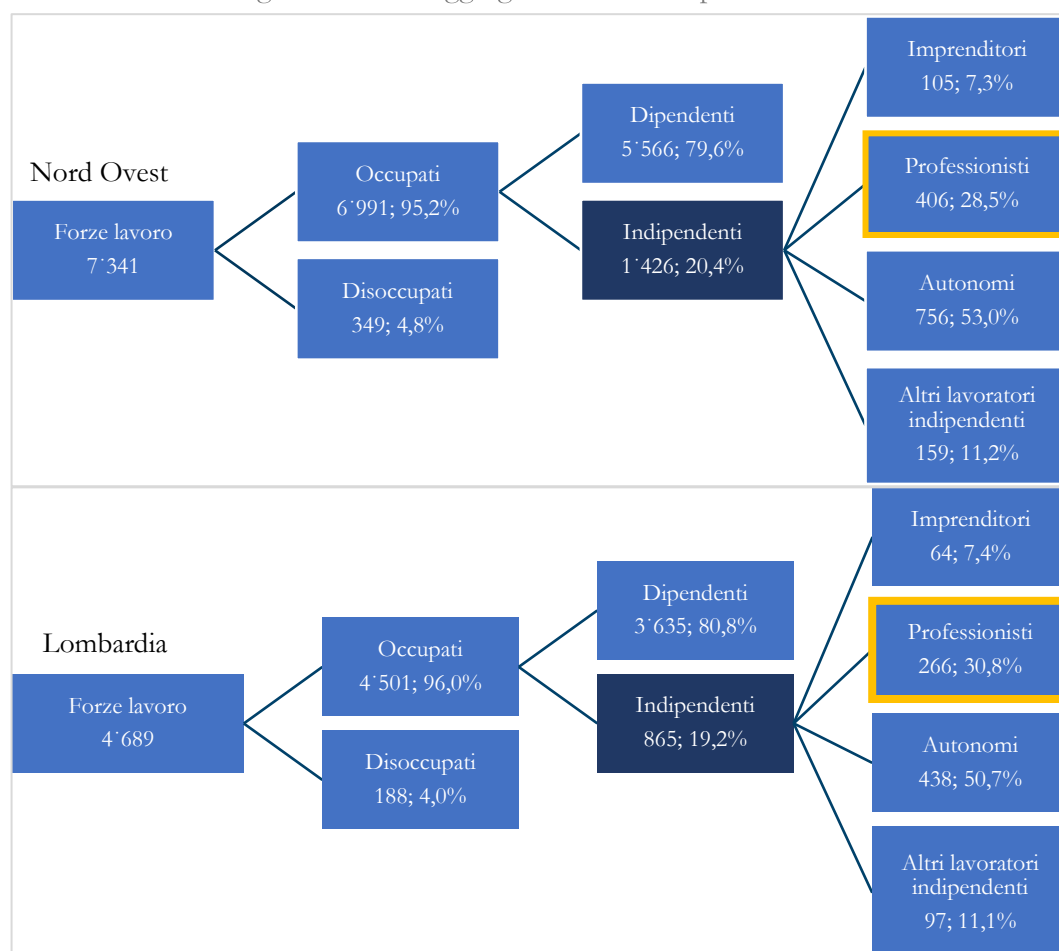 Nord Ovest
Forze lavoro
7˙341
Occupati
6˙991; 95,2%
Disoccupati
349; 4,8%
Dipendenti
5˙566; 79,6%
Indipendenti
1˙426; 20,4%
Imprenditori
105; 7,3%
Professionisti
406; 28,5%
Autonomi
756; 53,0%
Altri lavoratori
indipendenti
159; 11,2%
Lombardia
Forze lavoro
4˙689
Occupati
4˙501; 96,0%
Disoccupati
188; 4,0%
Dipendenti
3˙635; 80,8%
Indipendenti
865; 19,2%
Imprenditori
64; 7,4%
Professionisti
266; 30,8%
Autonomi
438; 50,7%
Altri lavoratori
indipendenti
97; 11,1%